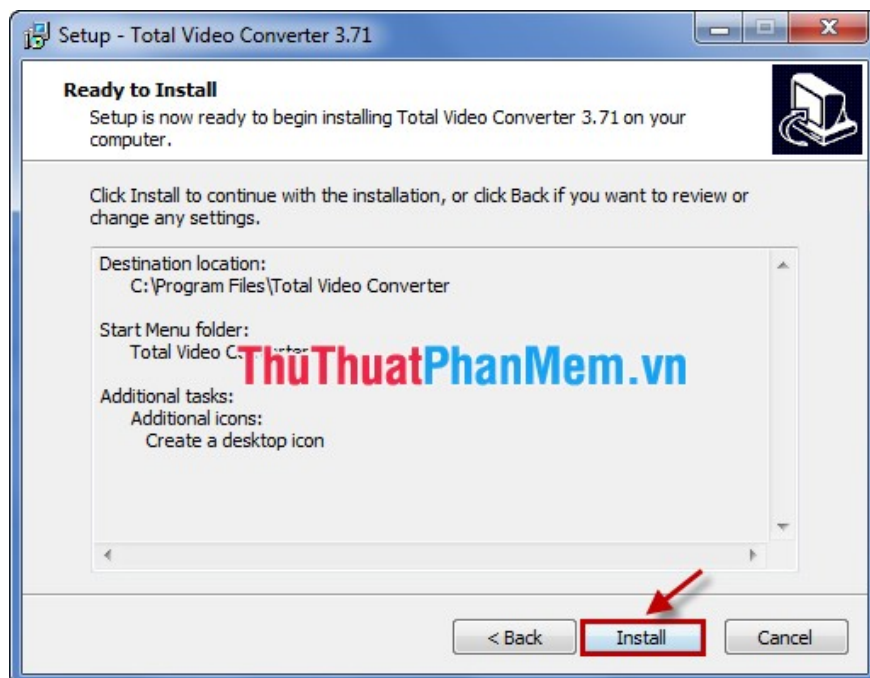 Setup - Total Video Converter 3.71
Ready to Install
Setup is now ready to begin installing Total Video Converter 3.71 on your
computer.
Click Install to continue with the installation, or click Back if you want to review or
change any settings.
Destination location:
C:\Program Files\Total Video Converter
Start Menu folder:
Total Video
ThuThuatPhanMem.vn
Additional tasks:
Additional icons:
Create a desktop icon
< Back
Install
Cancel